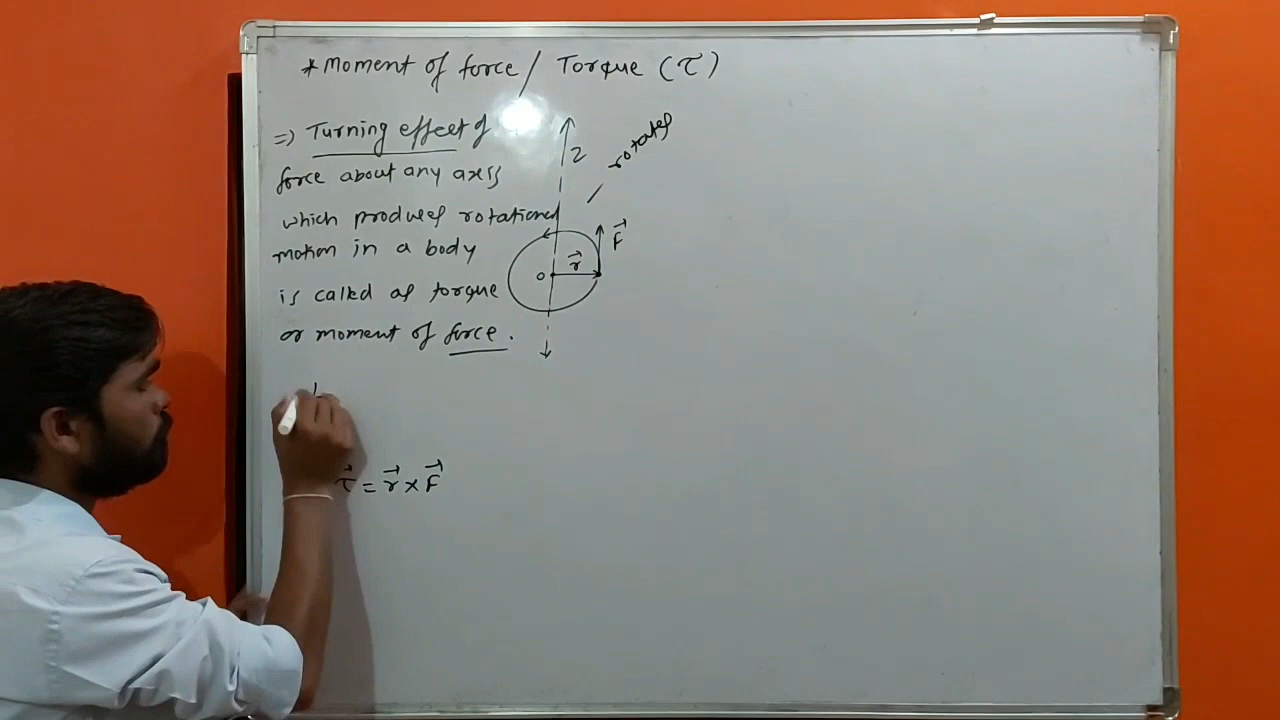 * Moment of force / Torque (τ)
=) Turning effect of
force about any axis
which produces rotational
motion in a body
is called as torque
or moment of force.
Z
rotates
F
r
O
τ = r × F